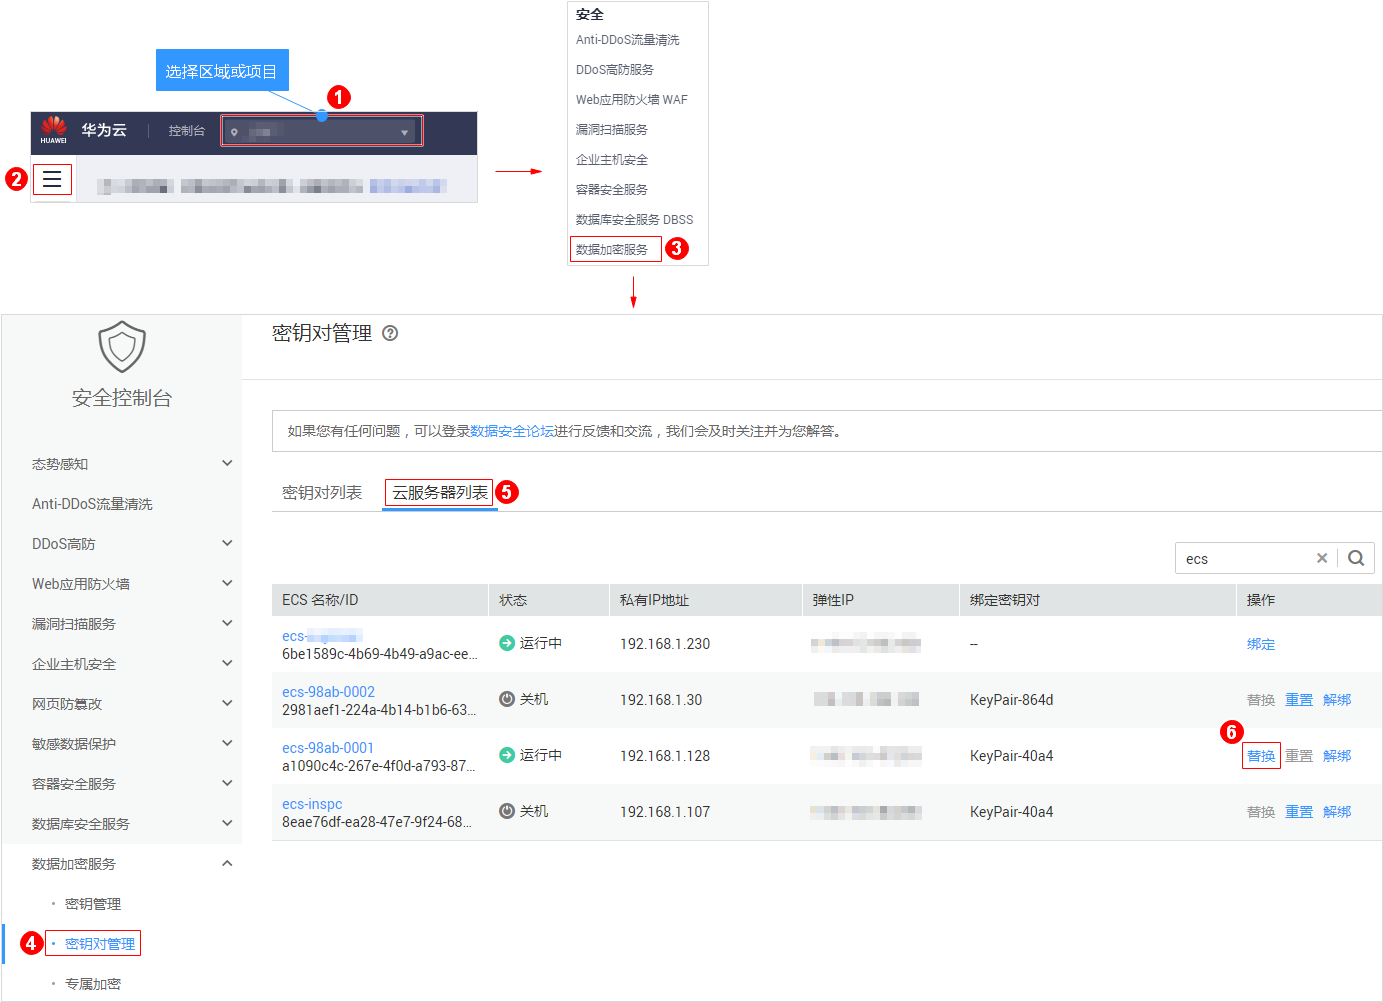 选择区域或项目
1
HUAWEI
华为云
控制台
2
安全
Anti-DDoS流量清洗
DDoS高防服务
Web应用防火墙 WAF
漏洞扫描服务
企业主机安全
容器安全服务
数据库安全服务 DBSS
数据加密服务
3
安全控制台
态势感知
Anti-DDoS流量清洗
DDoS高防
Web应用防火墙
漏洞扫描服务
企业主机安全
网页防篡改
敏感数据保护
容器安全服务
数据库安全服务
数据加密服务
密钥管理
4
密钥对管理
专属加密
密钥对管理
如果您有任何问题，可以登录数据安全论坛进行反馈和交流，我们会及时关注并为您解答。
密钥对列表 云服务器列表 5
ecs
ECS 名称/ID 状态 私有IP地址 弹性IP 绑定密钥对 操作
ecs-
6be1589c-4b69-4b49-a9ac-ee... 运行中 192.168.1.230 -- 绑定
ecs-98ab-0002
2981aef1-224a-4b14-b1b6-63... 关机 192.168.1.30 KeyPair-864d 替换 重置 解绑
6
ecs-98ab-0001
a1090c4c-267e-4f0d-a793-87... 运行中 192.168.1.128 KeyPair-40a4 替换 重置 解绑
ecs-inspc
8eae76df-ea28-47e7-9f24-68... 关机 192.168.1.107 KeyPair-40a4 替换 重置 解绑